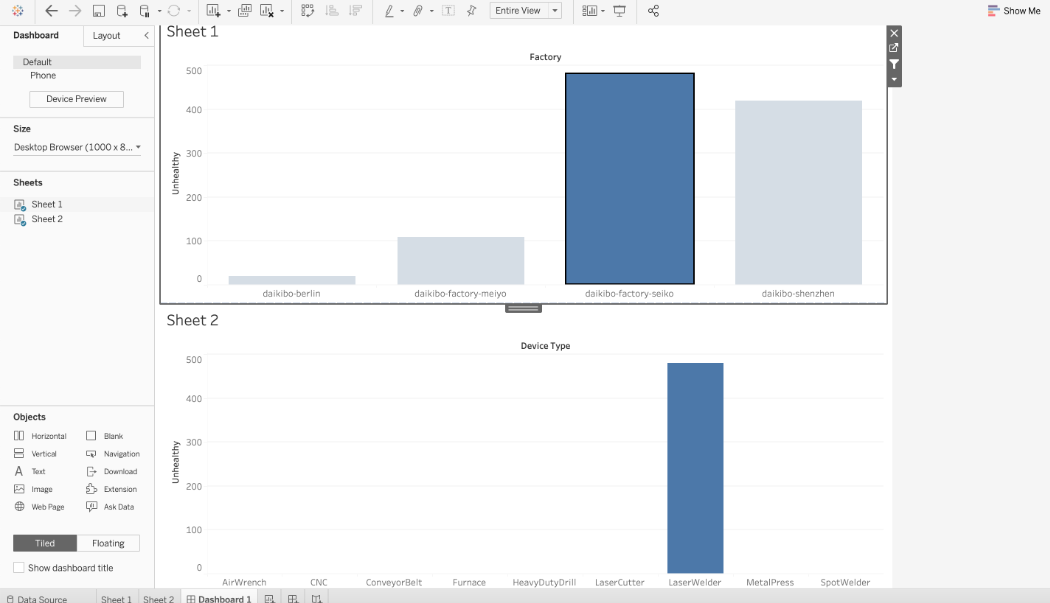 Entire View
Show Me
Dashboard
Layout
Default
Phone
Device Preview
Size
Desktop Browser (1000 x 8...
Sheets
Sheet 1
Sheet 2
Objects
Horizontal
Blank
Vertical
Navigation
Text
Download
Image
Extension
Web Page
Ask Data
Tiled
Floating
Show dashboard title
Sheet 1
Factory
500
400
300
200
100
0
Unhealthy
daikibo-berlin
daikibo-factory-meiyo
daikibo-factory-seiko
daikibo-shenzhen
Sheet 2
Device Type
500
400
300
200
100
0
Unhealthy
AirWrench
CNC
ConveyorBelt
Furnace
HeavyDutyDrill
LaserCutter
LaserWelder
MetalPress
SpotWelder
Data Source
Sheet 1
Sheet 2
Dashboard 1